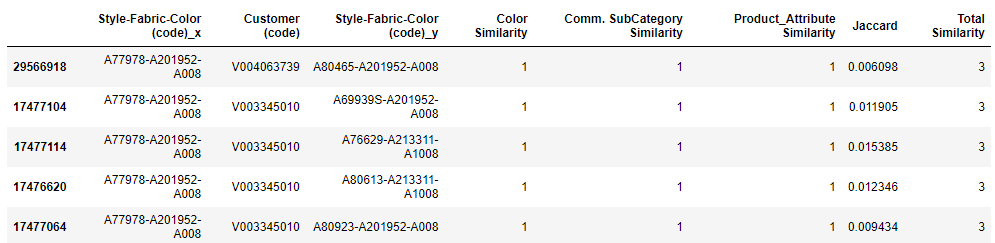 Style-Fabric-Color (code)_x Customer (code) Style-Fabric-Color (code)_y Color Similarity Comm. SubCategory Similarity Product_Attribute Similarity Jaccard Total Similarity
29566918 A77978-A201952-A008 V004063739 A80465-A201952-A008 1 1 1 0.006098 3
17477104 A77978-A201952-A008 V003345010 A69939S-A201952-A008 1 1 1 0.011905 3
17477114 A77978-A201952-A008 V003345010 A76629-A213311-A1008 1 1 1 0.015385 3
17476620 A77978-A201952-A008 V003345010 A80613-A213311-A1008 1 1 1 0.012346 3
17477064 A77978-A201952-A008 V003345010 A80923-A201952-A008 1 1 1 0.009434 3